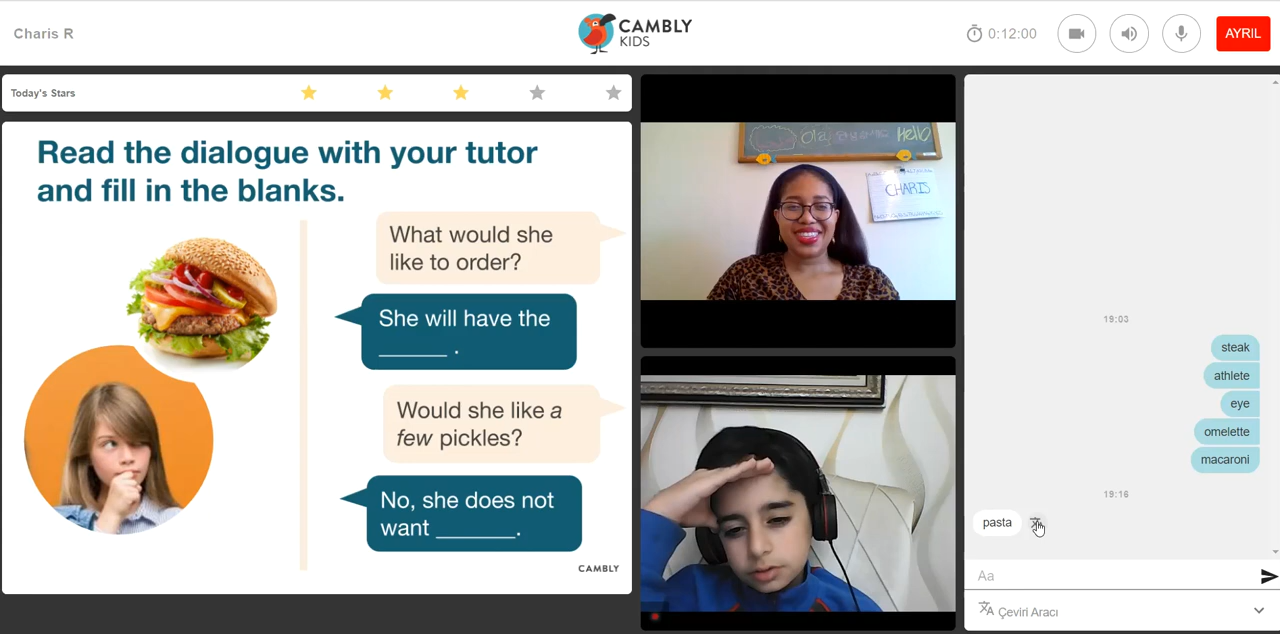 Charis R
CAMBLY
KIDS
0:12:00
AYRIL
Today's Stars
Read the dialogue with your tutor
and fill in the blanks.
What would she
like to order?
She will have the
______ .
Would she like a
few pickles?
No, she does not
want _______.
CAMBLY
Hello
CHARIS
19:03
steak
athlete
eye
omelette
macaroni
19:16
pasta
Aa
Çeviri Aracı